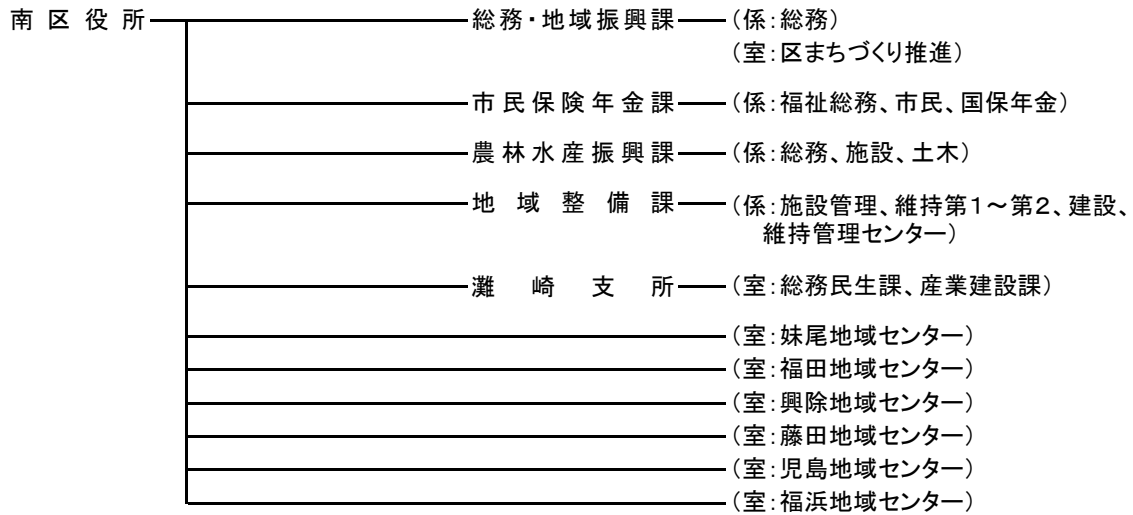 南区役所 総務・地域振興課 （係：総務）
（室：区まちづくり推進）
市民保険年金課 （係：福祉総務、市民、国保年金）
農林水産振興課 （係：総務、施設、土木）
地域整備課 （係：施設管理、維持第１～第２、建設、
維持管理センター）
灘崎支所 （室：総務民生課、産業建設課）
（室：妹尾地域センター）
（室：福田地域センター）
（室：興除地域センター）
（室：藤田地域センター）
（室：児島地域センター）
（室：福浜地域センター）